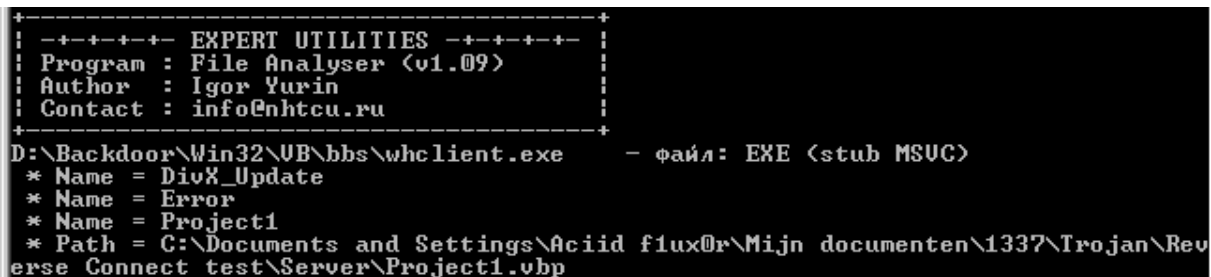 +----------------------------------------+
| -+-+-+-+- EXPERT UTILITIES -+-+-+-+- |
| Program : File Analyser (v1.09) |
| Author : Igor Yurin |
| Contact : info@nhtcu.ru |
+----------------------------------------+
D:\Backdoor\Win32\VB\bbs\whclient.exe - файл: EXE (stub MSVC)
* Name = DivX_Update
* Name = Error
* Name = Project1
* Path = C:\Documents and Settings\Aciid f1ux0r\Mijn documenten\1337\Trojan\Rev
erse Connect test\Server\Project1.vbp